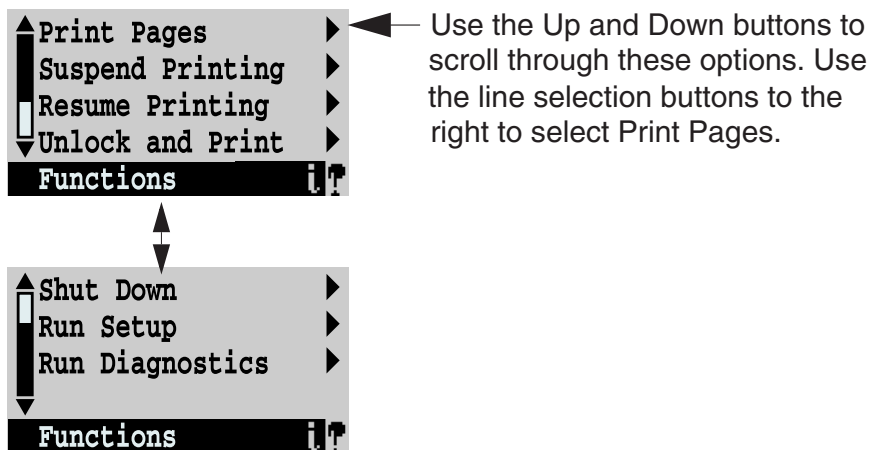 Print Pages
Suspend Printing
Resume Printing
Unlock and Print
Functions
Use the Up and Down buttons to
scroll through these options. Use
the line selection buttons to the
right to select Print Pages.
Shut Down
Run Setup
Run Diagnostics
Functions